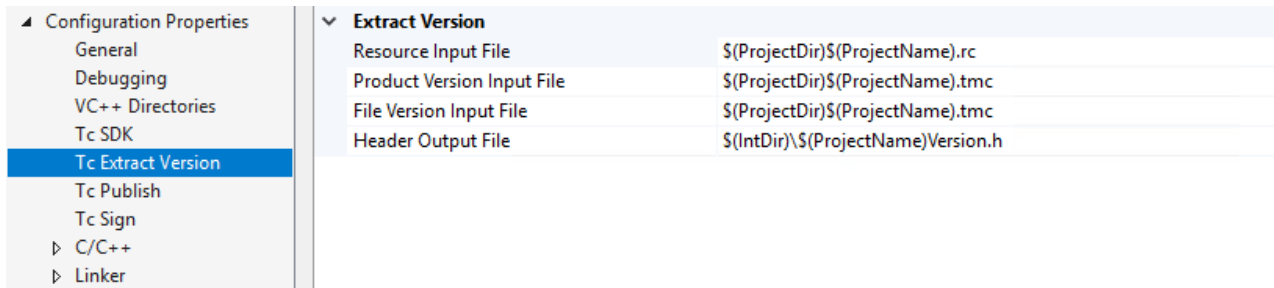 Configuration Properties
General
Debugging
VC++ Directories
Tc SDK
Tc Extract Version
Tc Publish
Tc Sign
C/C++
Linker
Extract Version
Resource Input File $(ProjectDir)$(ProjectName).rc
Product Version Input File $(ProjectDir)$(ProjectName).tmc
File Version Input File $(ProjectDir)$(ProjectName).tmc
Header Output File $(IntDir)\$(ProjectName)Version.h